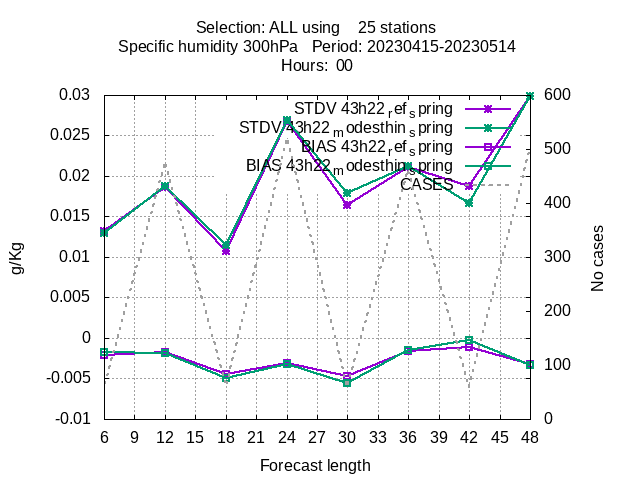 Selection: ALL using    25 stations
Specific humidity 300hPa   Period: 20230415-20230514
Hours:  00
0.03
0.025
0.02
0.015
0.01
0.005
0
-0.005
-0.01
g/Kg
STDV 43h22_ref_spring
STDV 43h22_modesthin_spring
BIAS 43h22_ref_spring
BIAS 43h22_modesthin_spring
CASES
600
500
400
300
200
100
0
No cases
6 9 12 15 18 21 24 27 30 33 36 39 42 45 48
Forecast length